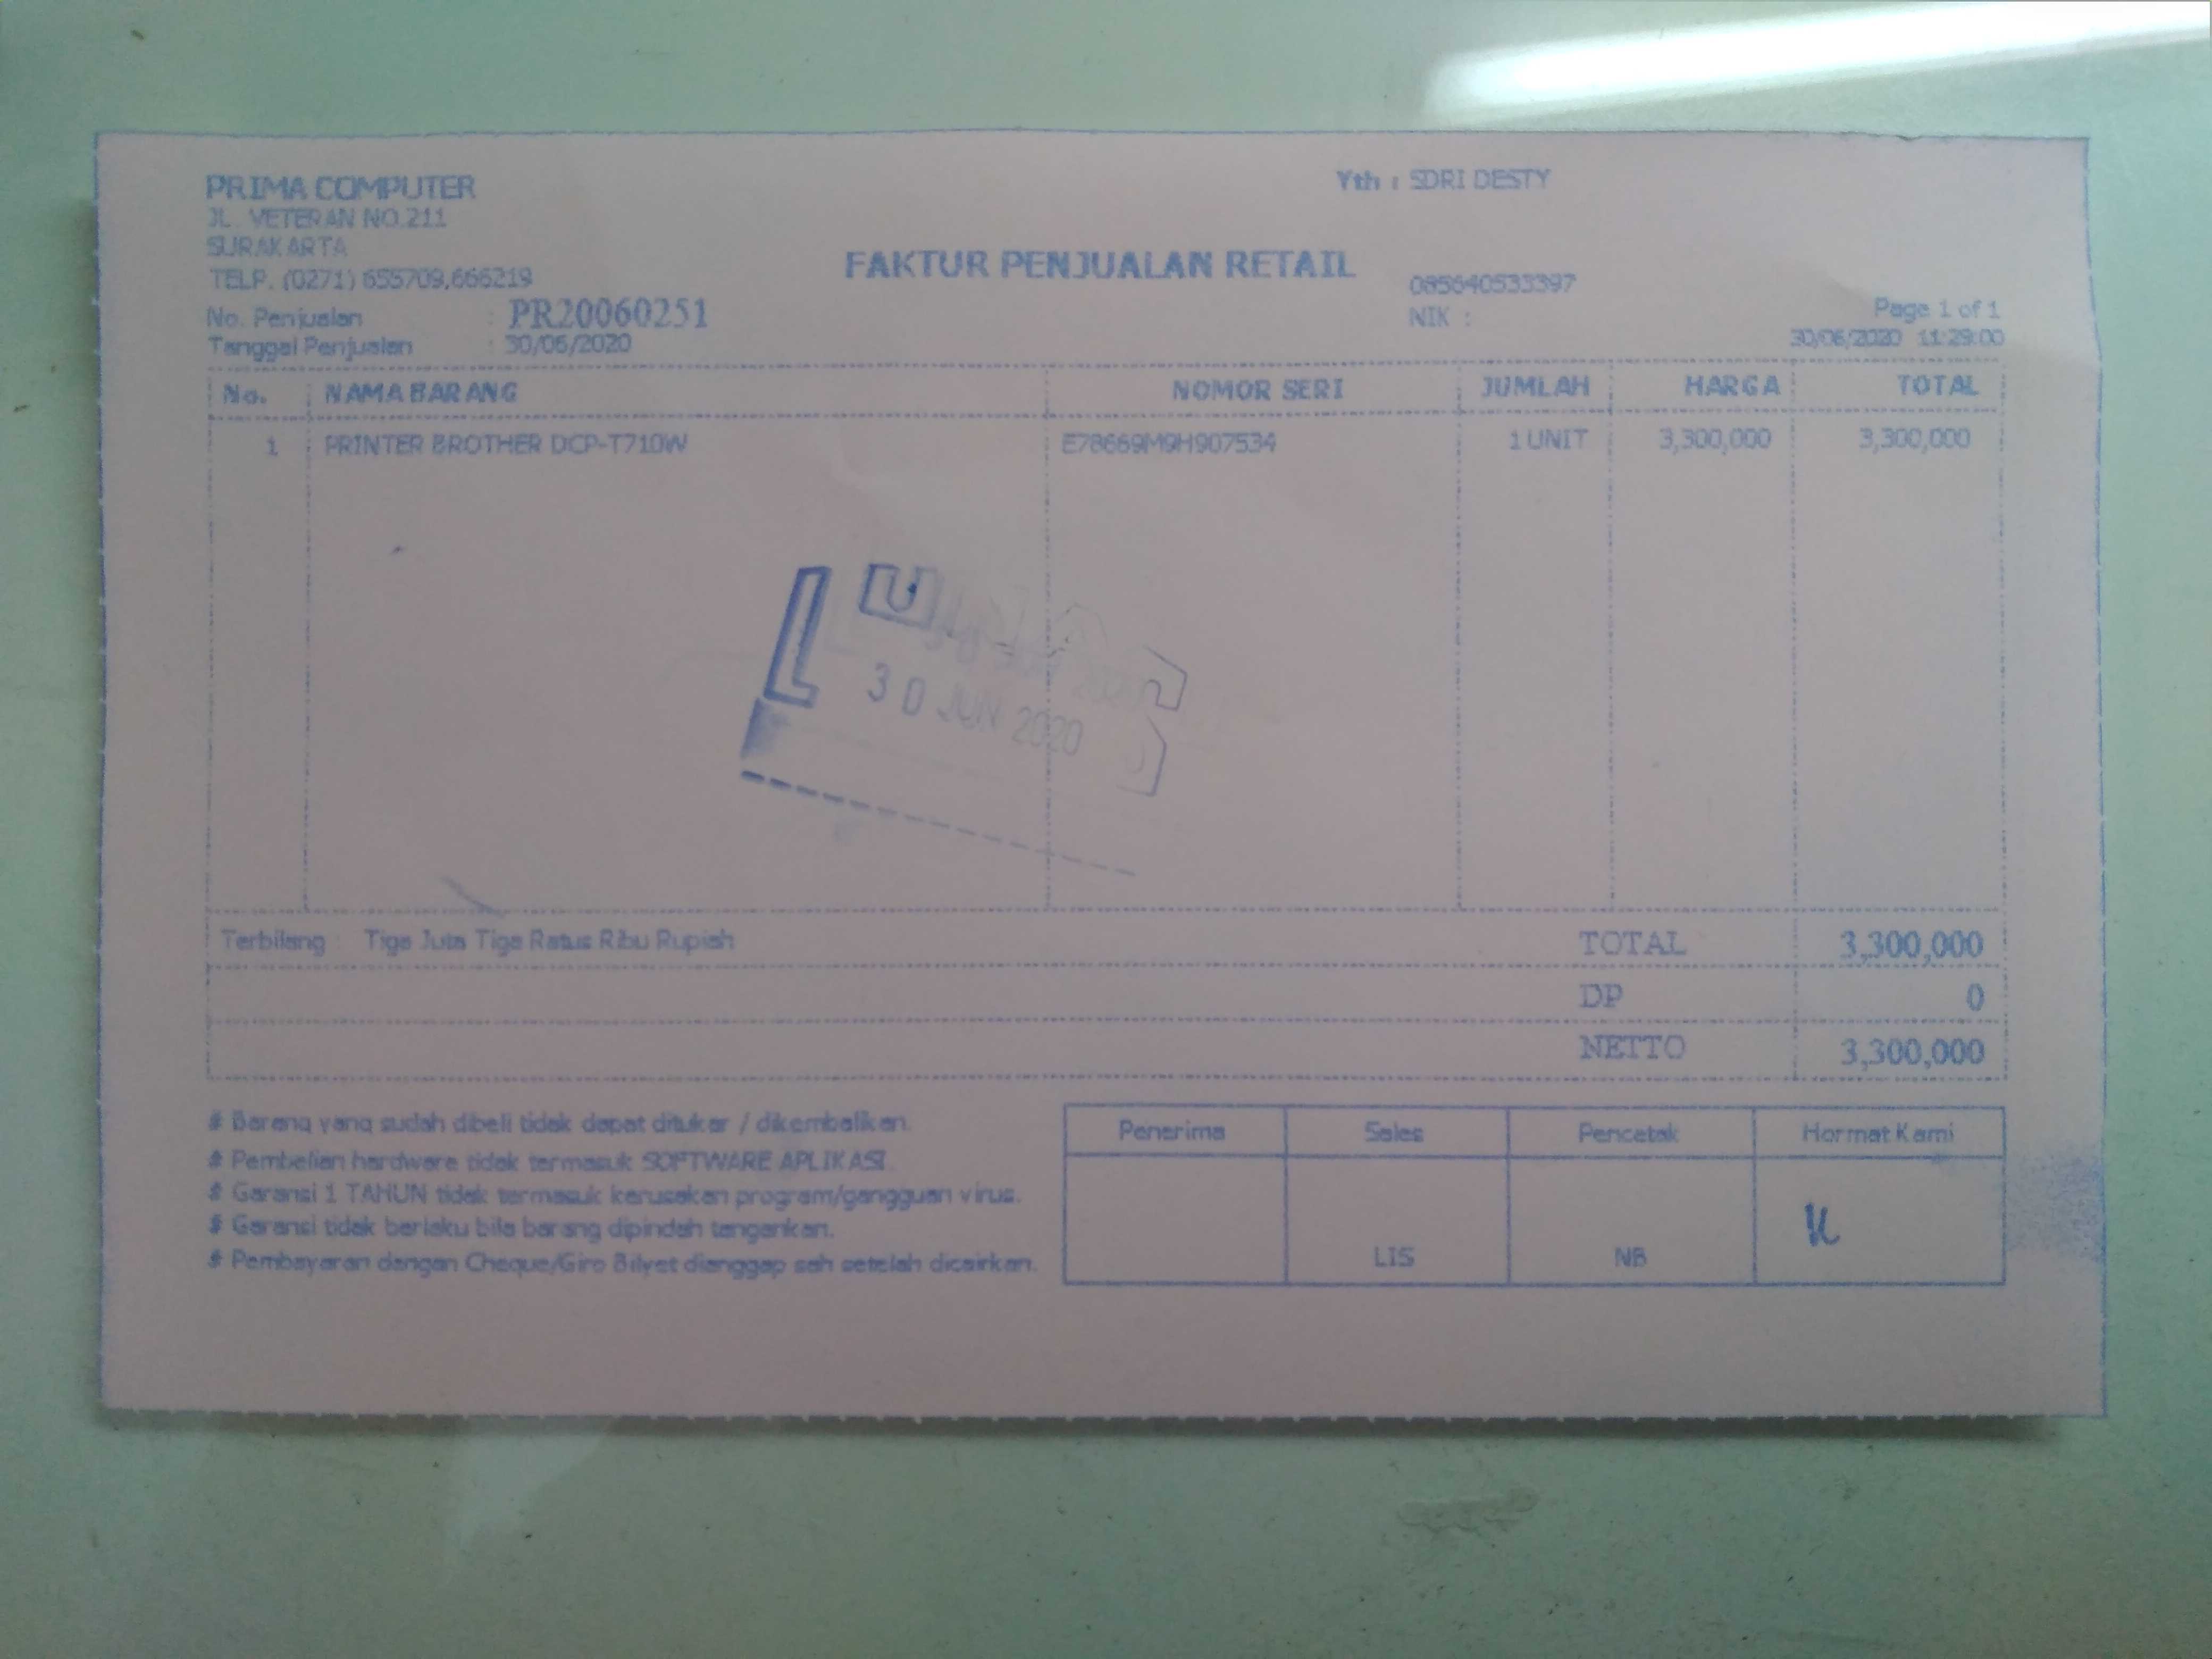 PRIMA COMPUTER
JL. VETERAN NO.211
SURAKARTA
TELP. (0271) 655709,666219
Yth : SDRI DESTY
FAKTUR PENJUALAN RETAIL
085640533397
NIK :
No. Penjualan : PR20060251
Tanggal Penjualan : 30/06/2020
Page 1 of 1
30/06/2020 11:29:00
No. NAMA BARANG NOMOR SERI JUMLAH HARGA TOTAL
1 PRINTER BROTHER DCP-T710W E78669M9H907534 1 UNIT 3,300,000 3,300,000
LUNAS
30 JUN 2020
Terbilang : Tiga Juta Tiga Ratus Ribu Rupiah TOTAL 3,300,000
DP 0
NETTO 3,300,000
# Barang yang sudah dibeli tidak dapat ditukar / dikembalikan.
# Pembelian hardware tidak termasuk SOFTWARE APLIKASI.
# Garansi 1 TAHUN tidak termasuk kerusakan program/gangguan virus.
# Garansi tidak berlaku bila barang dipindah tangankan.
# Pembayaran dengan Cheque/Giro Bilyet dianggap sah setelah dicairkan.
Penerima Sales Pencetak Hormat Kami
LIS NB